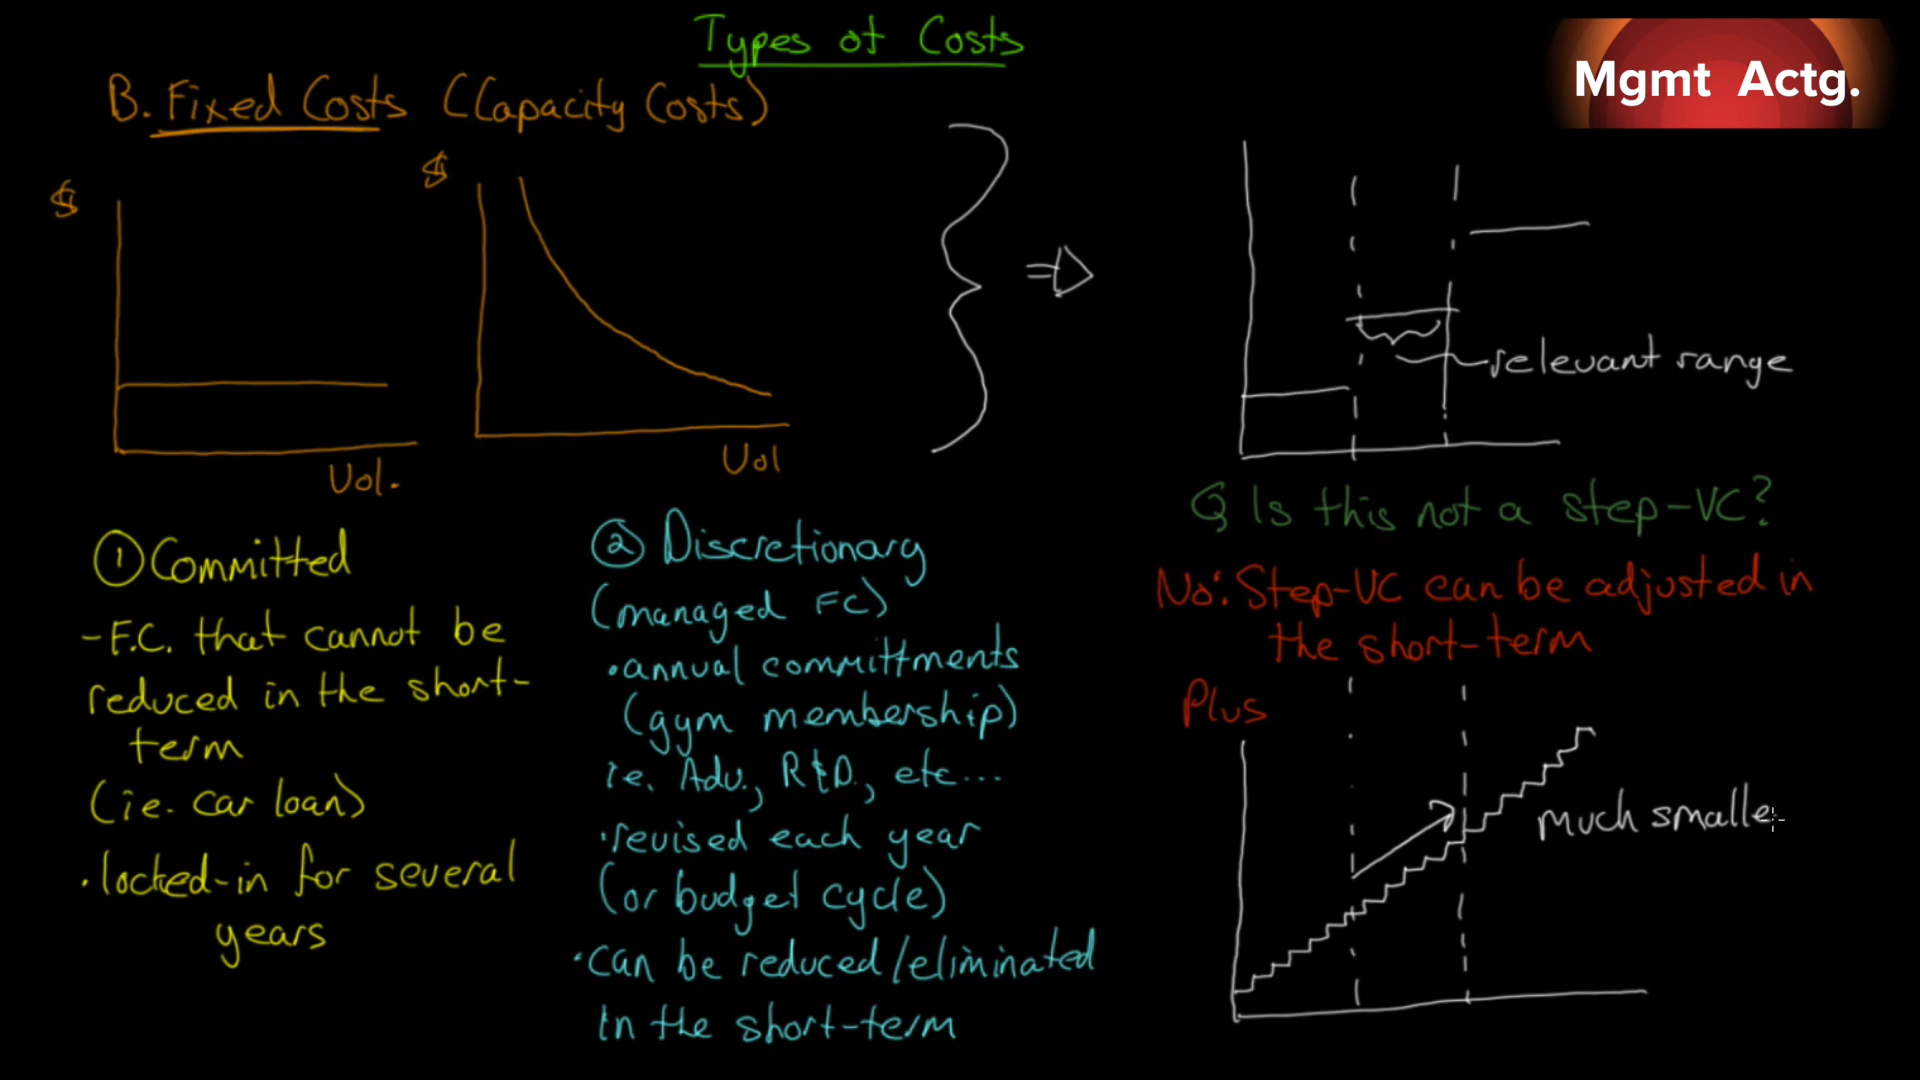 Types of Costs
Mgmt Actg.
B. Fixed Costs (Capacity Costs)
$
$
Vol.
Vol
relevant range
① Committed
- F.C. that cannot be
reduced in the short-
term
(ie. car loan)
· locked-in for several
years
② Discretionary
(managed FC)
· annual committments
(gym membership)
ie. Adv., R&D., etc...
· revised each year
(or budget cycle)
· can be reduced/eliminated
in the short-term
Q Is this not a step-VC?
No: Step-VC can be adjusted in
the short-term
Plus
much smalle